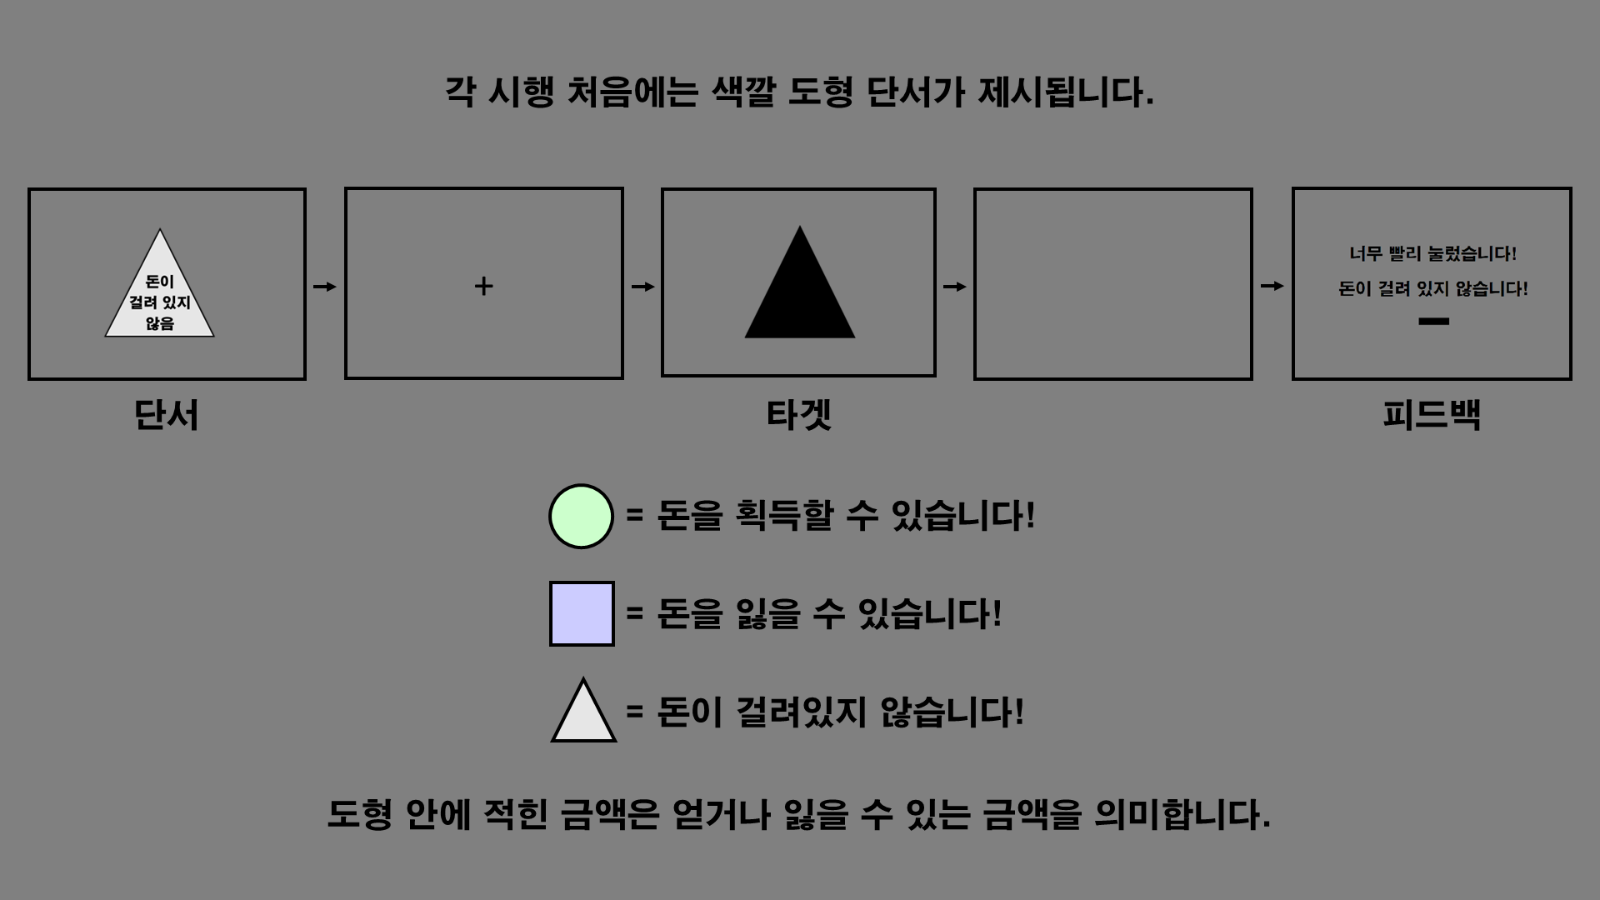 각 시행 처음에는 색깔 도형 단서가 제시됩니다.
돈이
걸려 있지
않음
+
너무 빨리 눌렀습니다!
돈이 걸려 있지 않습니다!
단서
타겟
피드백
= 돈을 획득할 수 있습니다!
= 돈을 잃을 수 있습니다!
= 돈이 걸려있지 않습니다!
도형 안에 적힌 금액은 얻거나 잃을 수 있는 금액을 의미합니다.